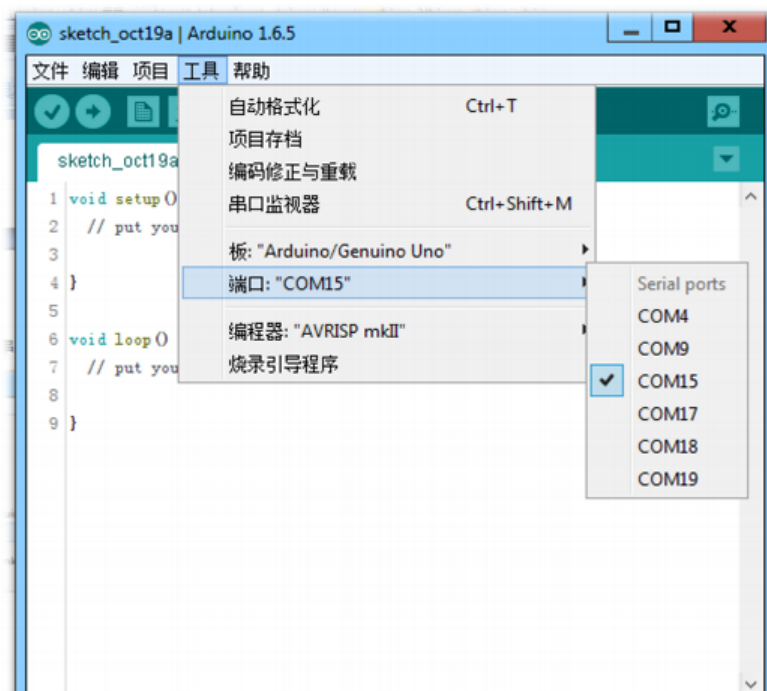 sketch_oct19a | Arduino 1.6.5
文件 编辑 项目 工具 帮助
sketch_oct19a
自动格式化 Ctrl+T
项目存档
编码修正与重载
串口监视器 Ctrl+Shift+M
板: "Arduino/Genuino Uno"
端口: "COM15"
编程器: "AVRISP mkII"
烧录引导程序
Serial ports
COM4
COM9
COM15
COM17
COM18
COM19
1 void setup()
2 // put you
3
4 }
5
6 void loop()
7 // put you
8
9 }